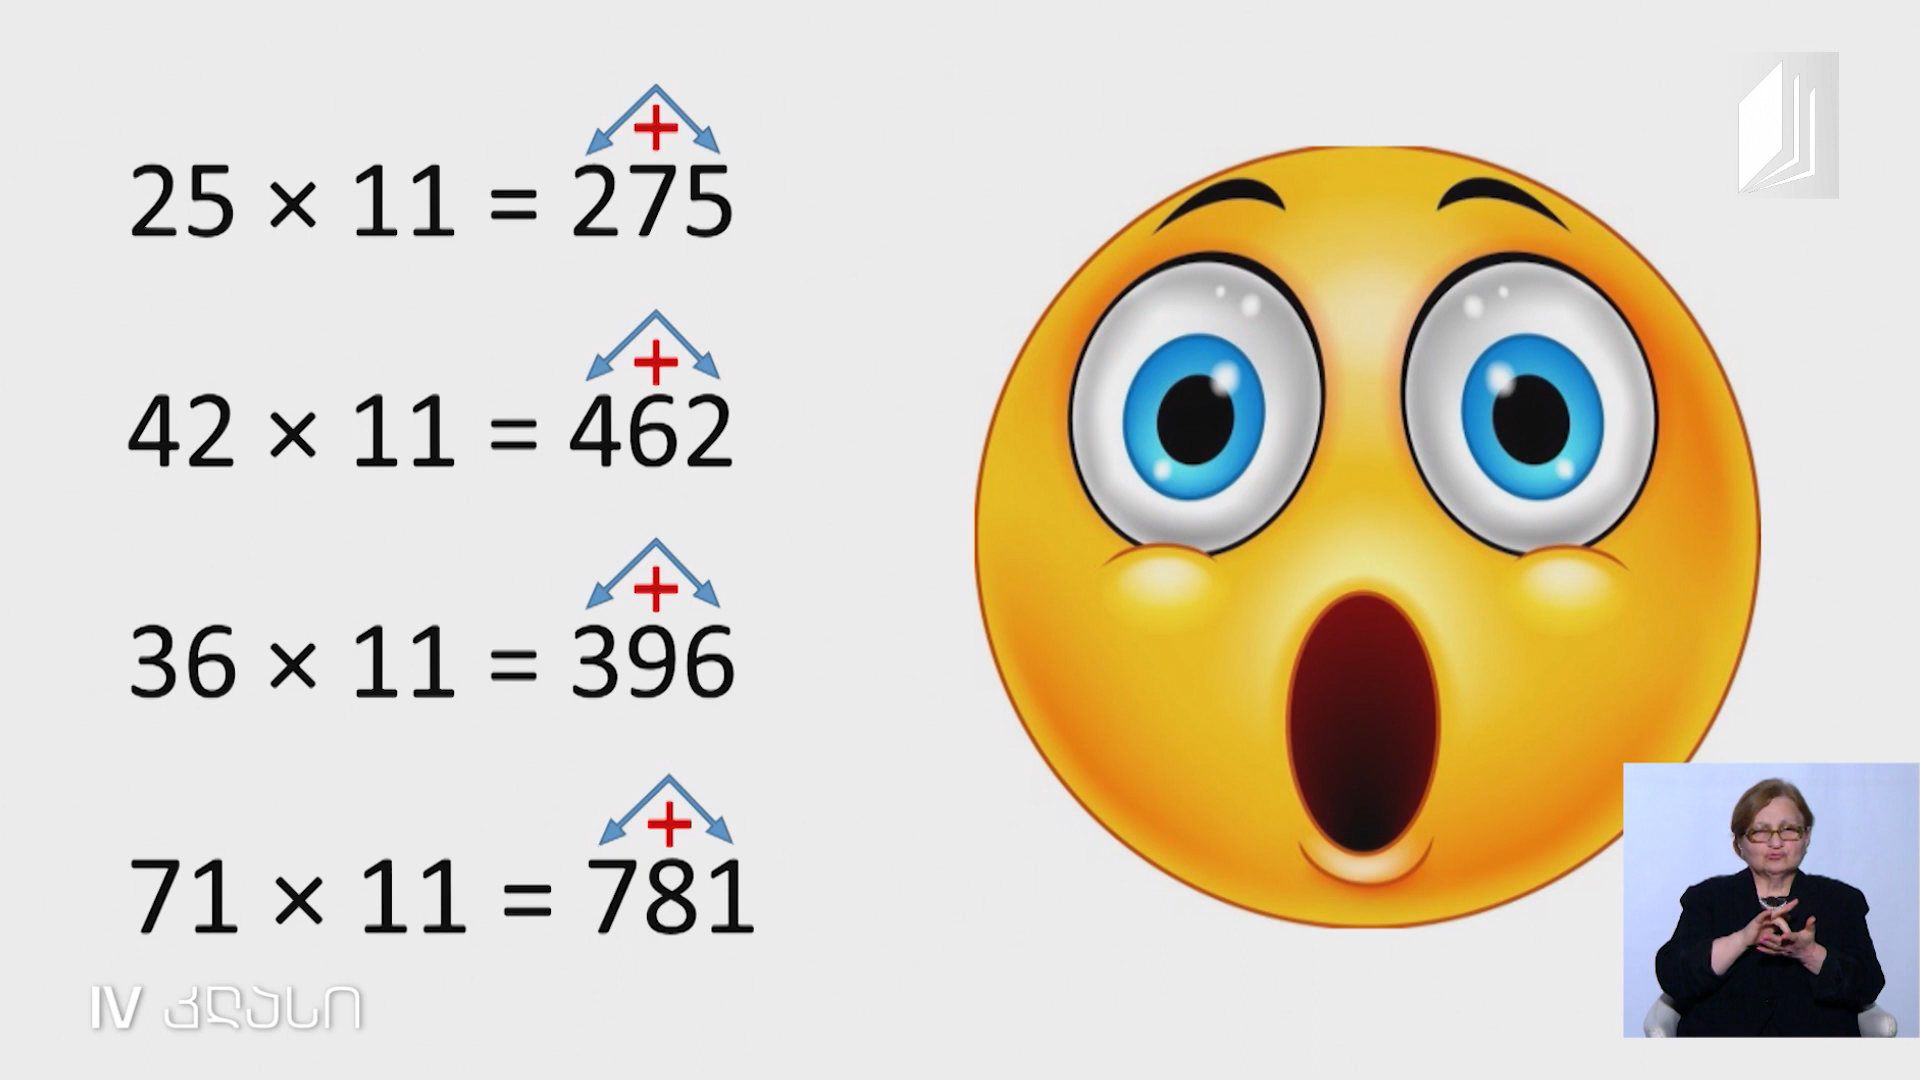 25 × 11 = 275
+
42 × 11 = 462
+
36 × 11 = 396
+
71 × 11 = 781
+
IV კლასი